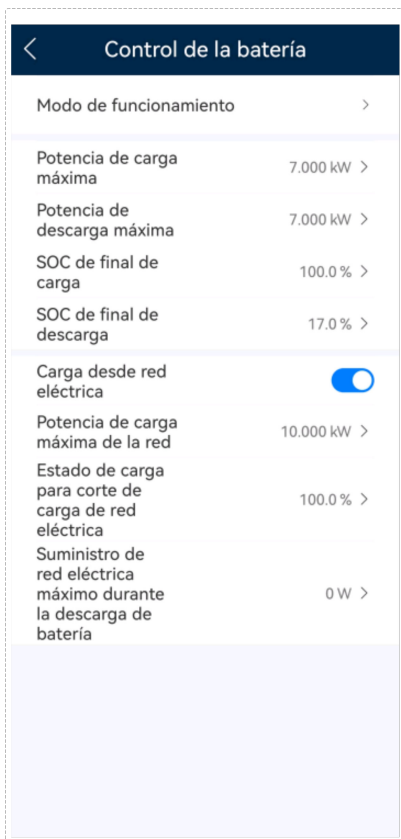 Control de la batería
Modo de funcionamiento
Potencia de carga
máxima
7.000 kW
Potencia de
descarga máxima
7.000 kW
SOC de final de
carga
100.0 %
SOC de final de
descarga
17.0 %
Carga desde red
eléctrica
Potencia de carga
máxima de la red
10.000 kW
Estado de carga
para corte de
carga de red
eléctrica
100.0 %
Suministro de
red eléctrica
máximo durante
la descarga de
batería
0 W